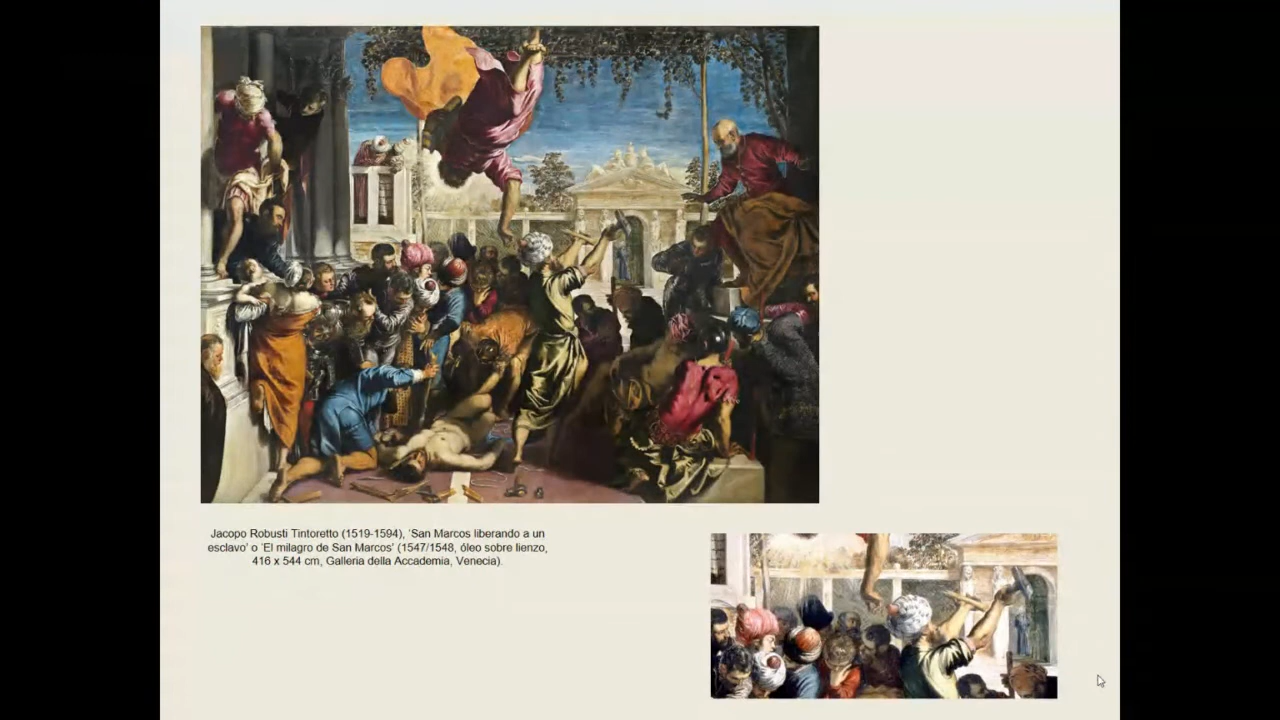 Jacopo Robusti Tintoretto (1519-1594), 'San Marcos liberando a un
esclavo' o 'El milagro de San Marcos' (1547/1548, óleo sobre lienzo,
416 x 544 cm, Galleria della Accademia, Venecia).